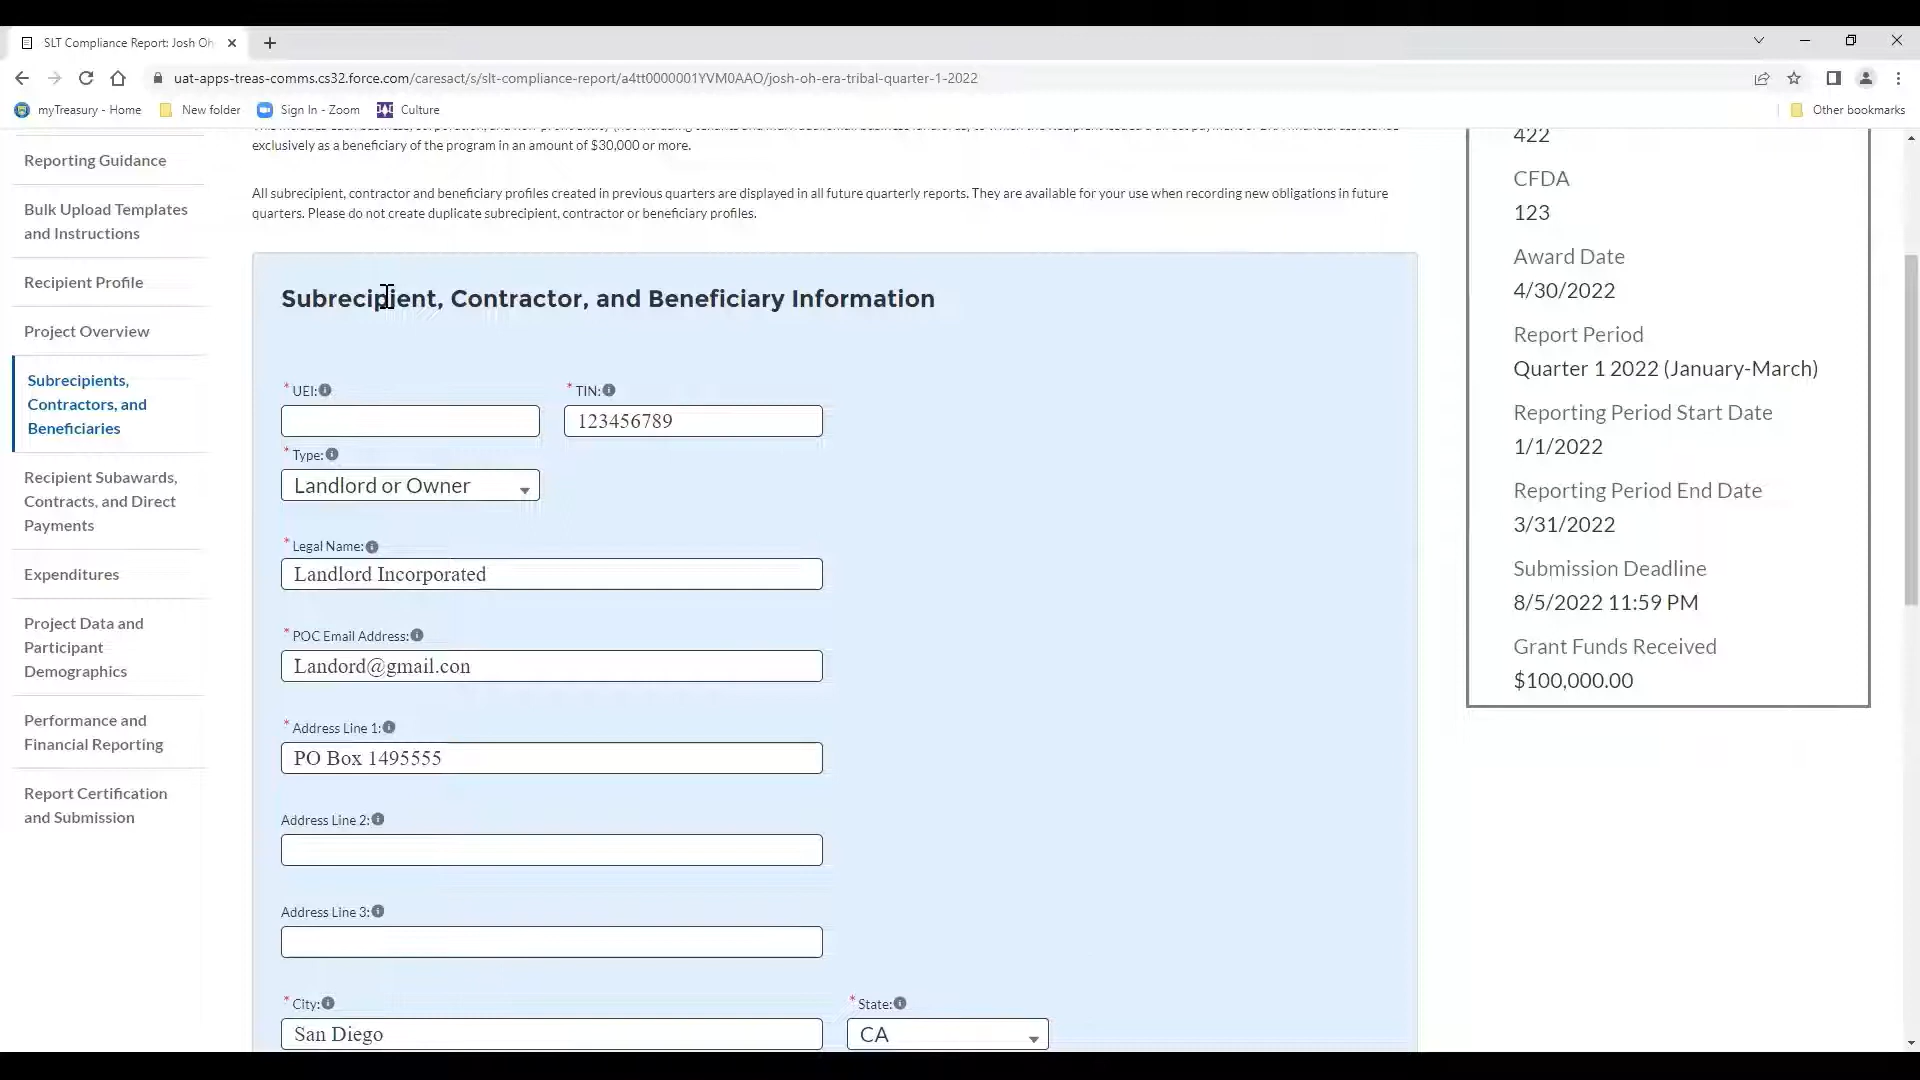 SLT Compliance Report: Josh Oh
uat-apps-treas-comms.cs32.force.com/caresact/s/slt-compliance-report/a4tt0000001YVM0AAO/josh-oh-era-tribal-quarter-1-2022
myTreasury - Home
New folder
Sign In - Zoom
Culture
Other bookmarks
Reporting Guidance
Bulk Upload Templates
and Instructions
Recipient Profile
Project Overview
Subrecipients,
Contractors, and
Beneficiaries
Recipient Subawards,
Contracts, and Direct
Payments
Expenditures
Project Data and
Participant
Demographics
Performance and
Financial Reporting
Report Certification
and Submission
exclusively as a beneficiary of the program in an amount of $30,000 or more.
All subrecipient, contractor and beneficiary profiles created in previous quarters are displayed in all future quarterly reports. They are available for your use when recording new obligations in future
quarters. Please do not create duplicate subrecipient, contractor or beneficiary profiles.
Subrecipient, Contractor, and Beneficiary Information
* UEI:
* TIN:
123456789
* Type:
Landlord or Owner
* Legal Name:
Landlord Incorporated
* POC Email Address:
Landord@gmail.con
* Address Line 1:
PO Box 1495555
Address Line 2:
Address Line 3:
* City:
* State:
San Diego
CA
422
CFDA
123
Award Date
4/30/2022
Report Period
Quarter 1 2022 (January-March)
Reporting Period Start Date
1/1/2022
Reporting Period End Date
3/31/2022
Submission Deadline
8/5/2022 11:59 PM
Grant Funds Received
$100,000.00